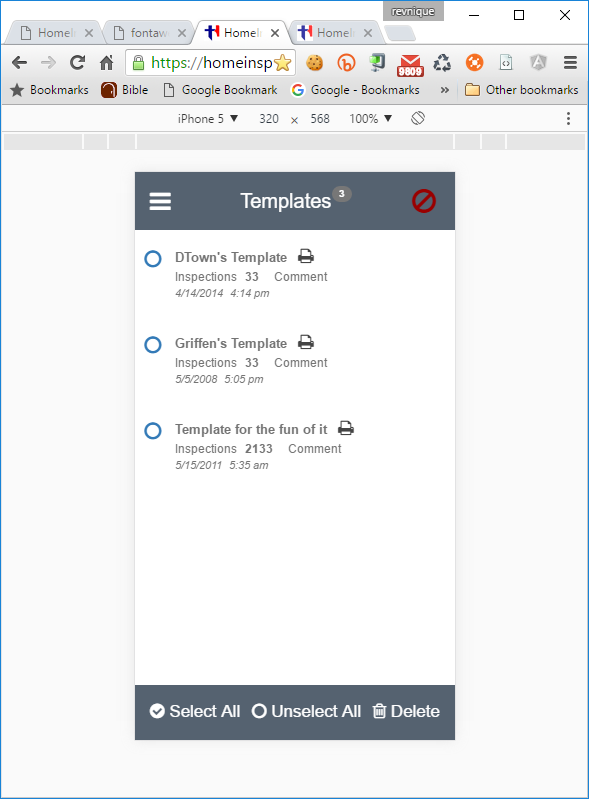 revnique
HomeIn
fontaw
HomeIn
HomeIn
https://homeinsp
9809
Bookmarks Bible Google Bookmark Google - Bookmarks » Other bookmarks
iPhone 5 ▼ 320 × 568 100% ▼
Templates 3
DTown's Template
Inspections 33 Comment
4/14/2014 4:14 pm
Griffen's Template
Inspections 33 Comment
5/5/2008 5:05 pm
Template for the fun of it
Inspections 2133 Comment
5/15/2011 5:35 am
Select All Unselect All Delete